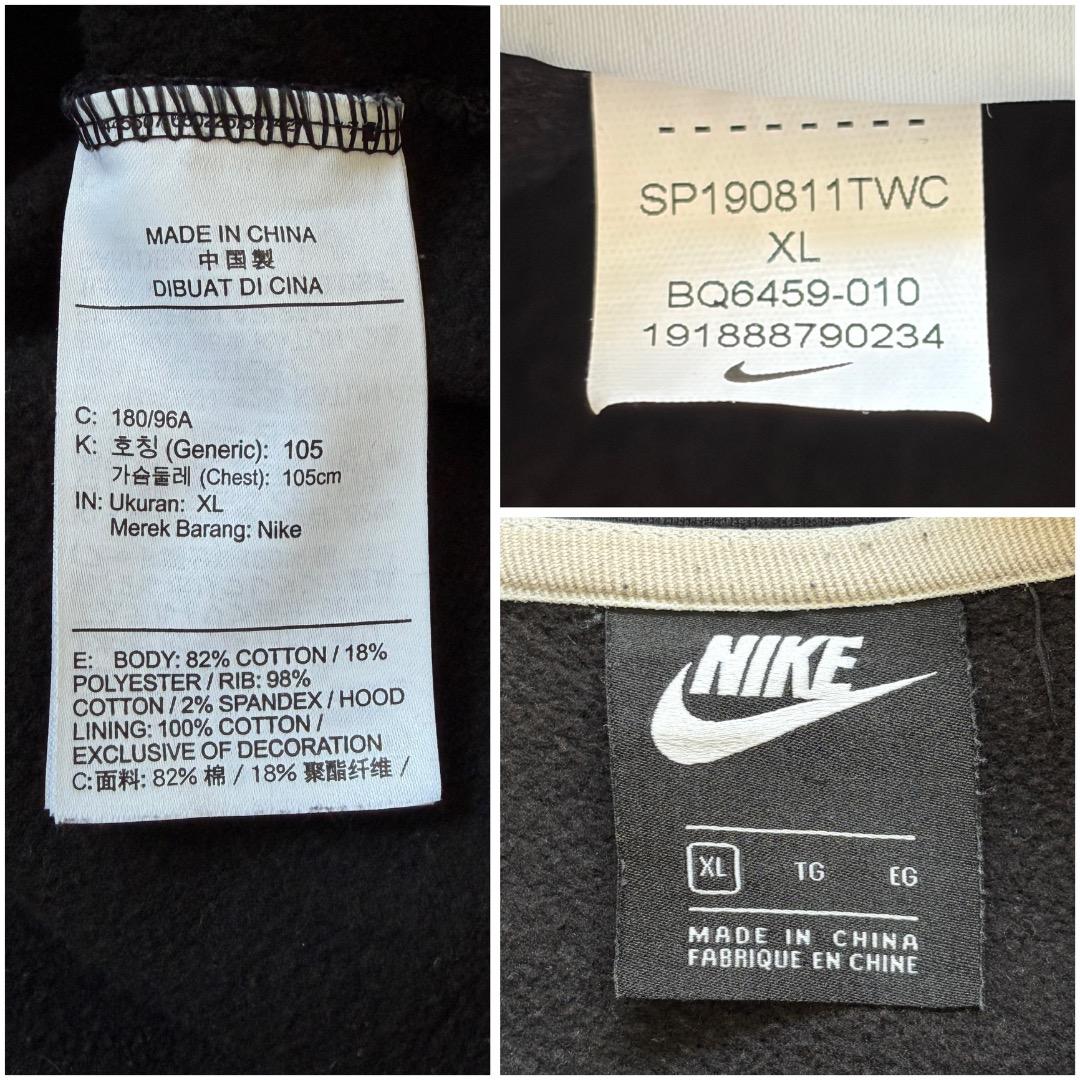 MADE IN CHINA
中国製
DIBUAT DI CINA
C: 180/96A
K: 호칭 (Generic): 105
가슴둘레 (Chest): 105cm
IN: Ukuran: XL
Merek Barang: Nike
E: BODY: 82% COTTON / 18%
POLYESTER / RIB: 98%
COTTON / 2% SPANDEX / HOOD
LINING: 100% COTTON /
EXCLUSIVE OF DECORATION
C:面料: 82% 棉 / 18% 聚酯纤维 /
--------
SP190811TWC
XL
BQ6459-010
191888790234
NIKE
XL TG EG
MADE IN CHINA
FABRIQUE EN CHINE